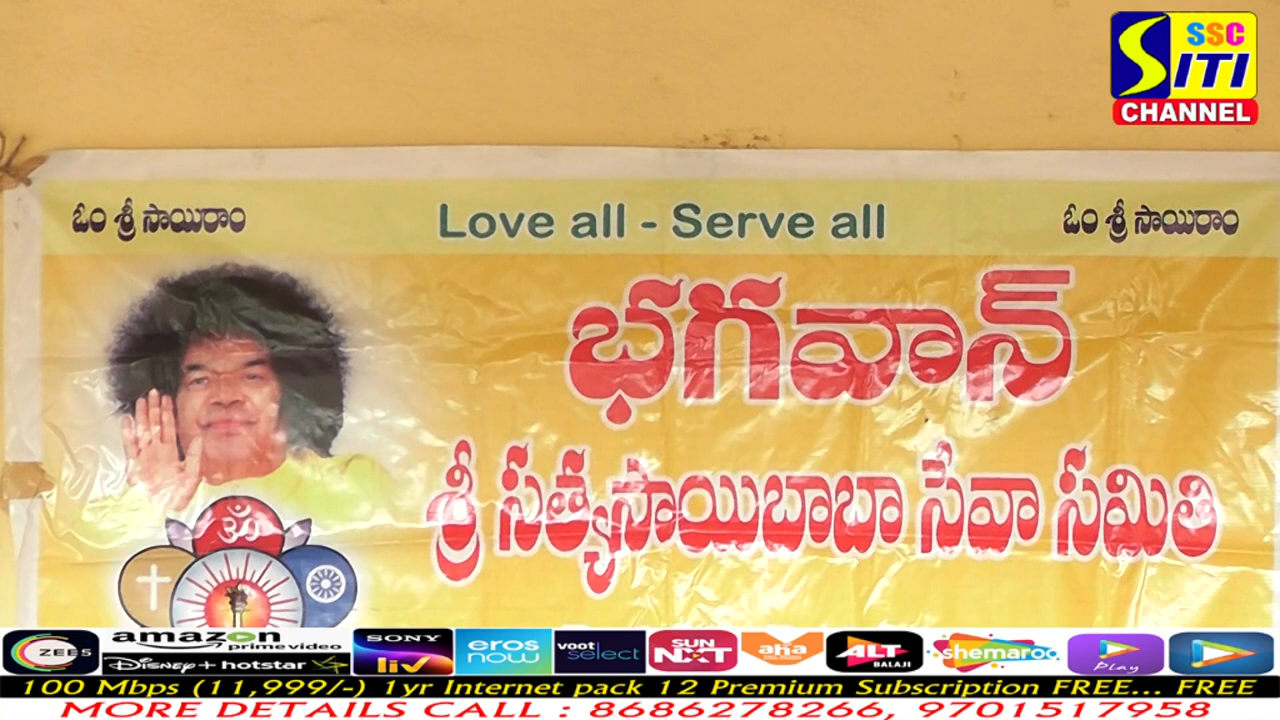 SSC
SITI
CHANNEL
ఓం శ్రీ సాయిరాం
Love all - Serve all
ఓం శ్రీ సాయిరాం
భగవాన్
శ్రీ సత్యసాయిబాబా సేవా సమితి
ॐ
ZEE5
amazon
prime video
Disney+ hotstar
SONY
liv
eros
now
voot
select
SUN
NXT
aha
ALT
BALAJI
shemaroo
Play
100 Mbps (11,999/-) 1yr Internet pack 12 Premium Subscription FREE... FREE
MORE DETAILS CALL : 8686278266, 9701517958